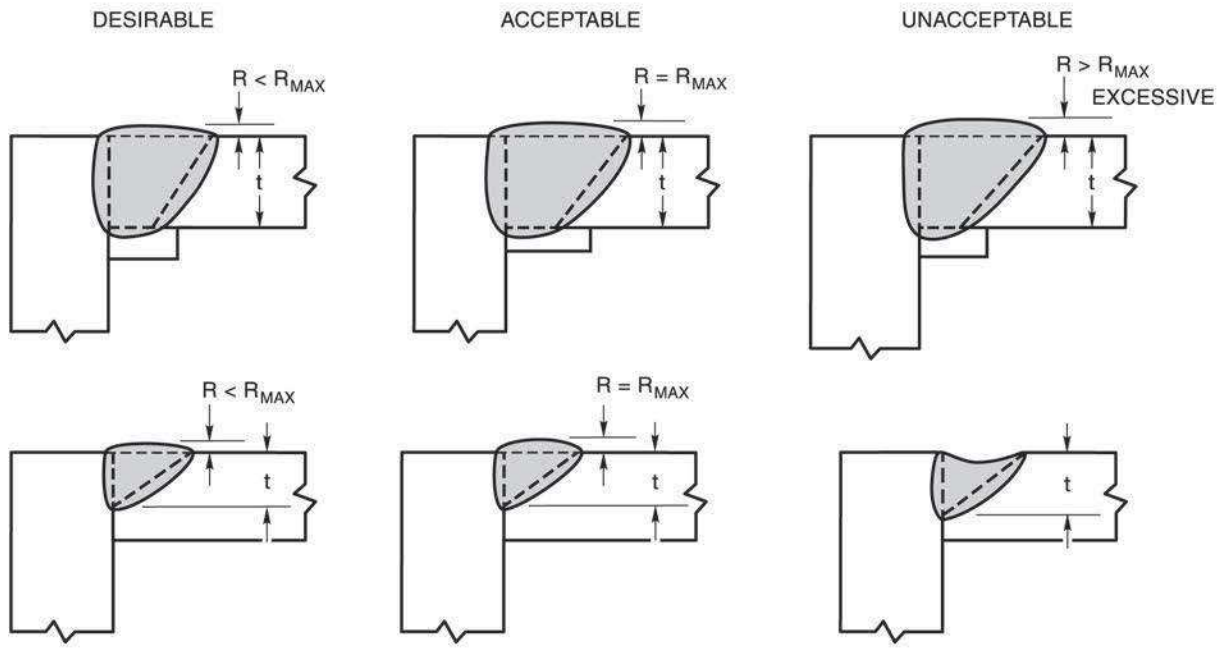 DESIRABLE
ACCEPTABLE
UNACCEPTABLE
R < RMAX
R = RMAX
R > RMAX
EXCESSIVE
t
t
t
R < RMAX
R = RMAX
t
t
t